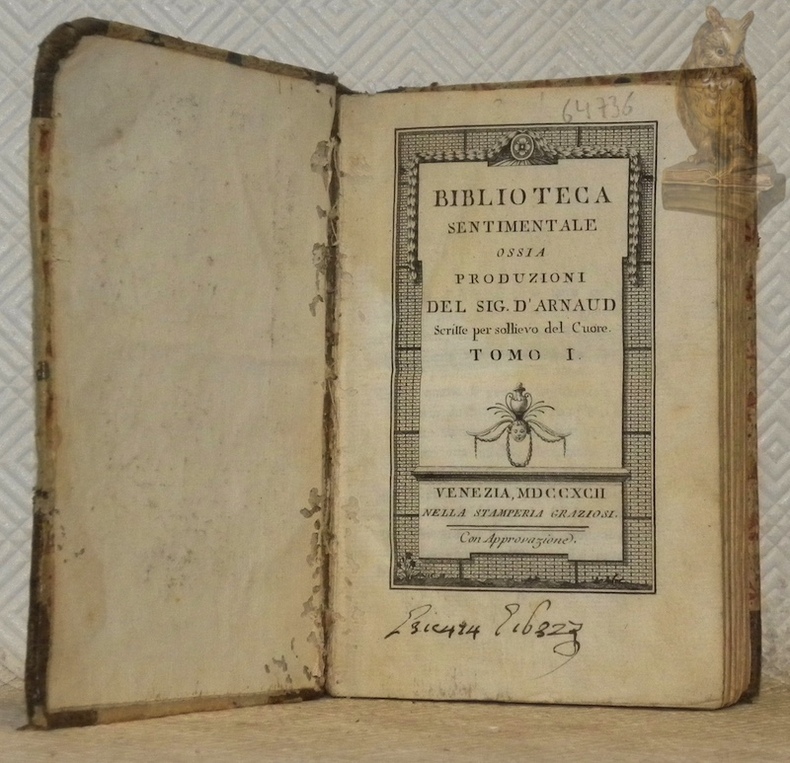 64736
BIBLIOTECA
SENTIMENTALE
OSSIA
PRODUZIONI
DEL SIG. D'ARNAUD
Scritte per sollievo del Cuore.
TOMO I.
VENEZIA, MDCCXCII
NELLA STAMPERIA GRAZIOSI.
Con Approvazione.